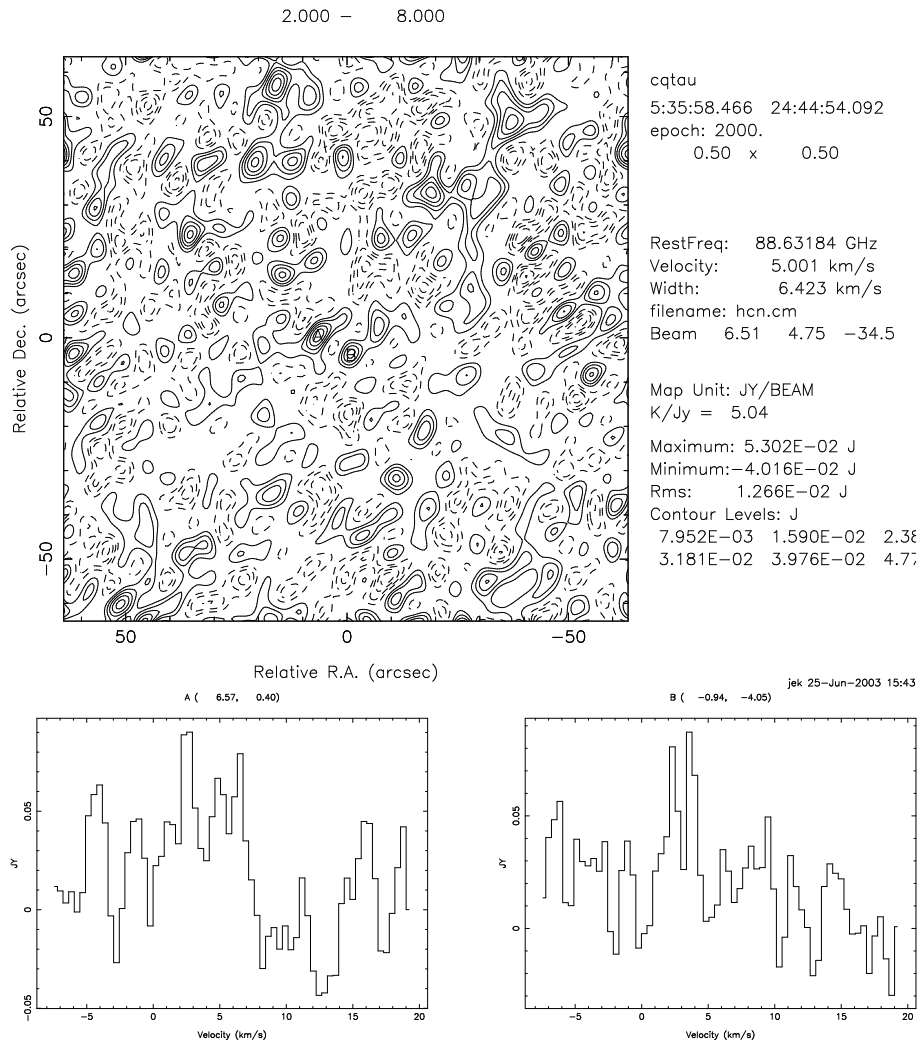 2.000 − 8.000
cqtau
5:35:58.466 24:44:54.092
epoch: 2000.
0.50 x 0.50
RestFreq: 88.63184 GHz
Velocity: 5.001 km/s
Width: 6.423 km/s
filename: hcn.cm
Beam 6.51 4.75 −34.5
Map Unit: JY/BEAM
K/Jy = 5.04
Maximum: 5.302E−02 J
Minimum:−4.016E−02 J
Rms: 1.266E−02 J
Contour Levels: J
7.952E−03 1.590E−02 2.38
3.181E−02 3.976E−02 4.77
Relative Dec. (arcsec)
50
0
−50
A
B
50 0 −50
Relative R.A. (arcsec)
jek 25−Jun−2003 15:43
A ( 6.57, 0.40)
JY
0.05
0
−0.05
−5 0 5 10 15 20
Velocity (km/s)
B ( −0.94, −4.05)
JY
0.05
0
−5 0 5 10 15 20
Velocity (km/s)